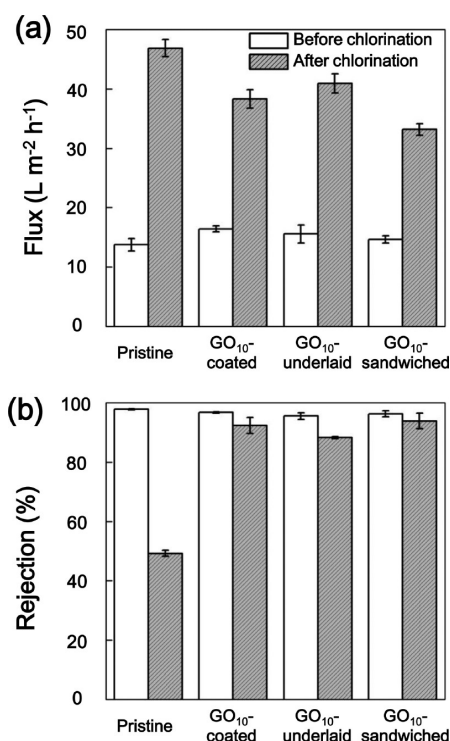 (a)
50
40
30
20
10
0
Flux (L m⁻² h⁻¹)
Before chlorination
After chlorination
Pristine
GO₁₀-
coated
GO₁₀-
underlaid
GO₁₀-
sandwiched
(b)
100
80
60
40
20
0
Rejection (%)
Pristine
GO₁₀-
coated
GO₁₀-
underlaid
GO₁₀-
sandwiched